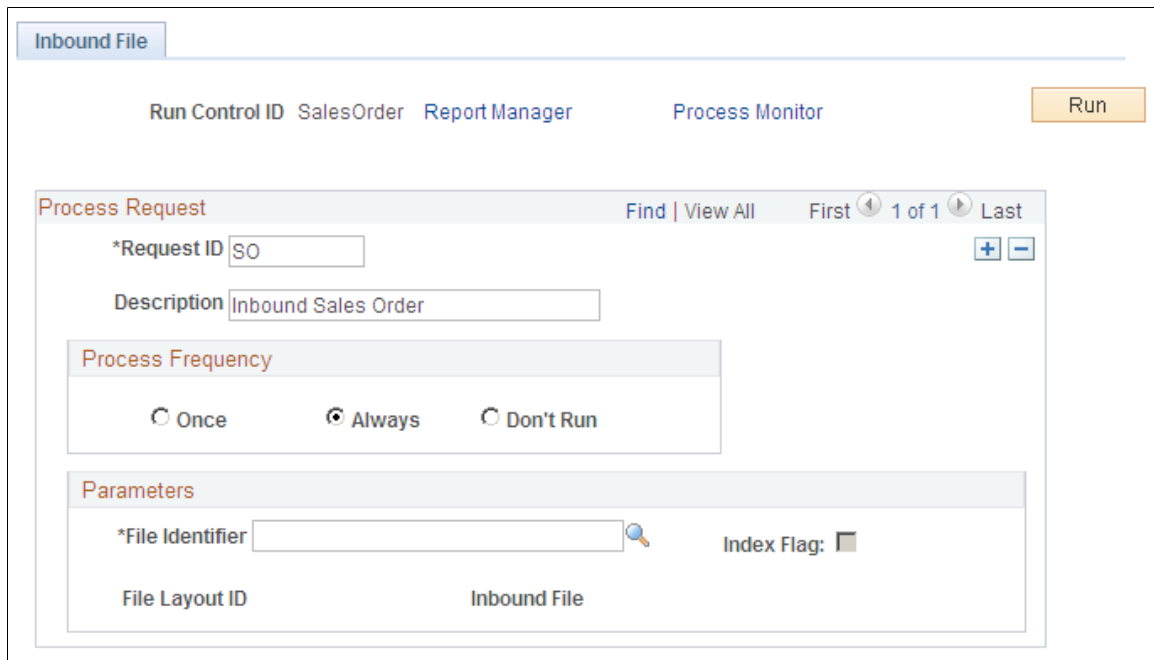 Inbound File
Run Control ID SalesOrder Report Manager Process Monitor Run
Process Request Find | View All First 1 of 1 Last
*Request ID SO
Description Inbound Sales Order
Process Frequency
Once Always Don't Run
Parameters
*File Identifier Index Flag:
File Layout ID Inbound File